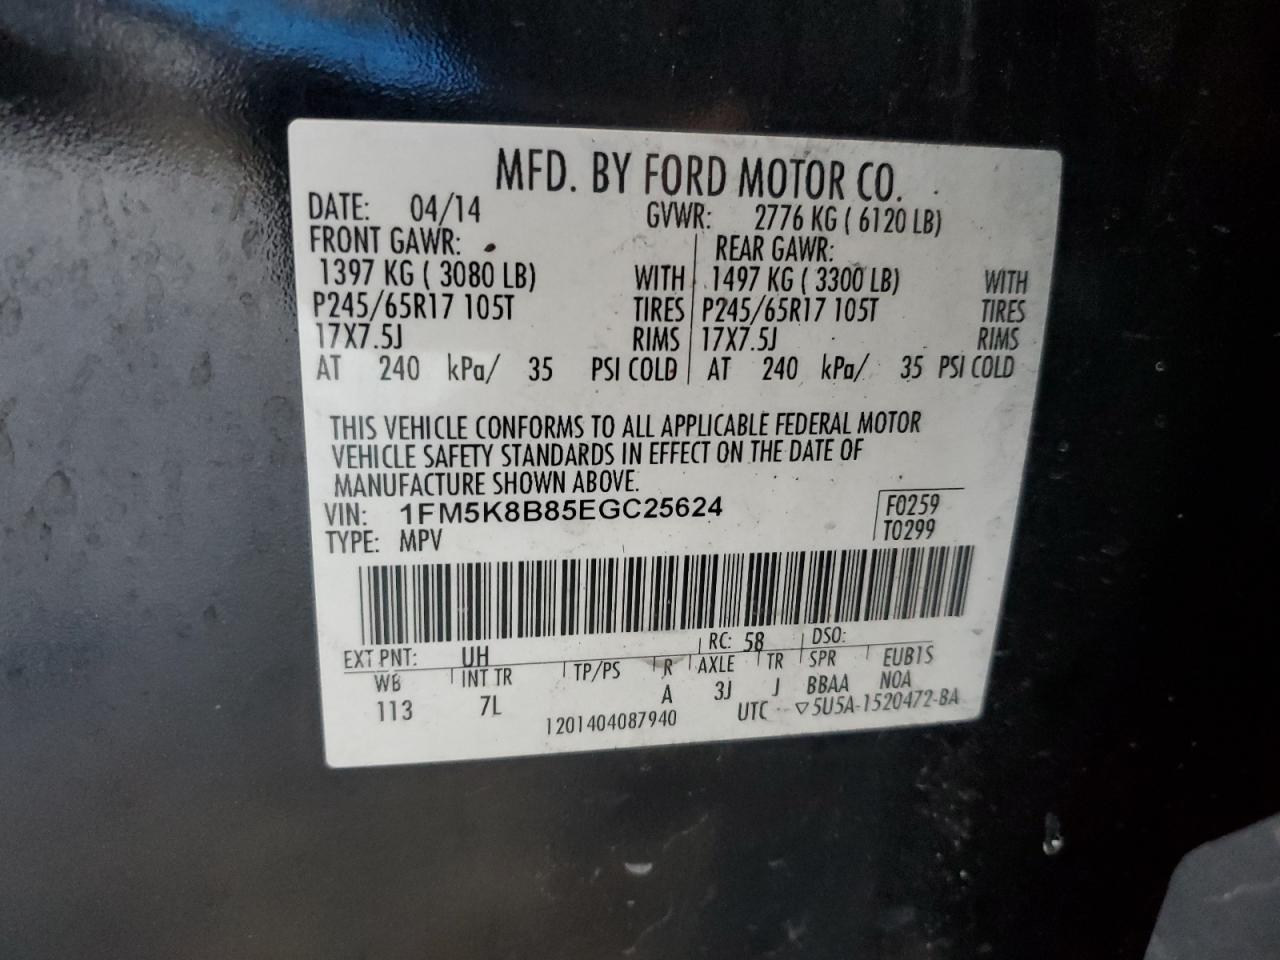 MFD. BY FORD MOTOR CO.
DATE: 04/14 GVWR: 2776 KG ( 6120 LB)
FRONT GAWR: REAR GAWR:
1397 KG ( 3080 LB) WITH 1497 KG ( 3300 LB) WITH
P245/65R17 105T TIRES P245/65R17 105T TIRES
17X7.5J RIMS 17X7.5J RIMS
AT 240 kPa/ 35 PSI COLD AT 240 kPa/ 35 PSI COLD
THIS VEHICLE CONFORMS TO ALL APPLICABLE FEDERAL MOTOR
VEHICLE SAFETY STANDARDS IN EFFECT ON THE DATE OF
MANUFACTURE SHOWN ABOVE.
VIN: 1FM5K8B85EGC25624 F0259
TYPE: MPV T0299
EXT PNT: UH RC: 58 DSO:
WB INT TR TP/PS R AXLE TR SPR EUB1S
113 7L A 3J J BBAA NOA
1201404087940 UTC ▽5U5A-1520472-BA